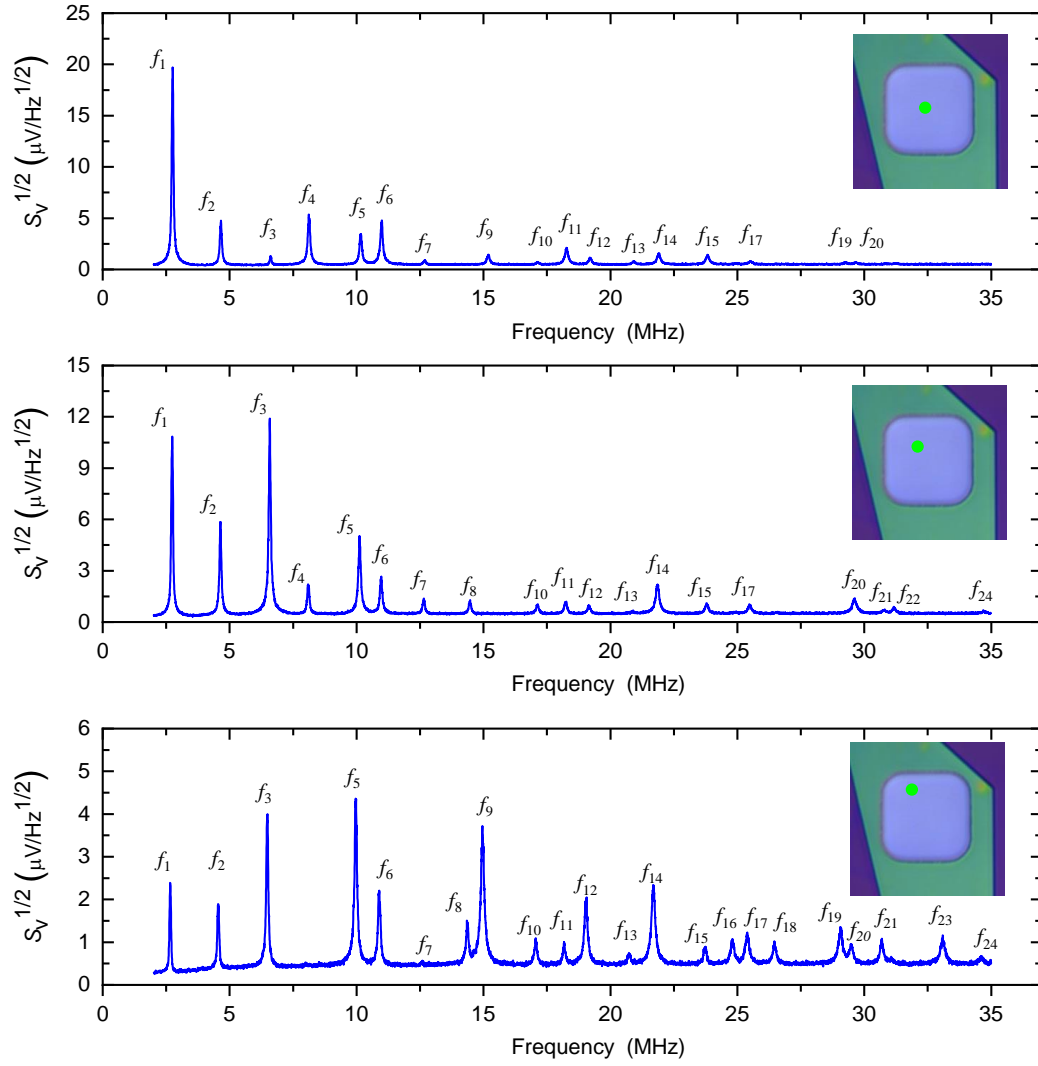 25
20
15
10
5
0
S_V^1/2 (μV/Hz^1/2)
f1
f2
f3
f4
f5
f6
f7
f9
f10
f11
f12
f13
f14
f15
f17
f19
f20
0 5 10 15 20 25 30 35
Frequency (MHz)
15
12
9
6
3
0
S_V^1/2 (μV/Hz^1/2)
f1
f2
f3
f4
f5
f6
f7
f8
f10
f11
f12
f13
f14
f15
f17
f20
f21
f22
f24
0 5 10 15 20 25 30 35
Frequency (MHz)
6
5
4
3
2
1
0
S_V^1/2 (μV/Hz^1/2)
f1
f2
f3
f5
f6
f7
f8
f9
f10
f11
f12
f13
f14
f15
f16
f17
f18
f19
f20
f21
f23
f24
0 5 10 15 20 25 30 35
Frequency (MHz)